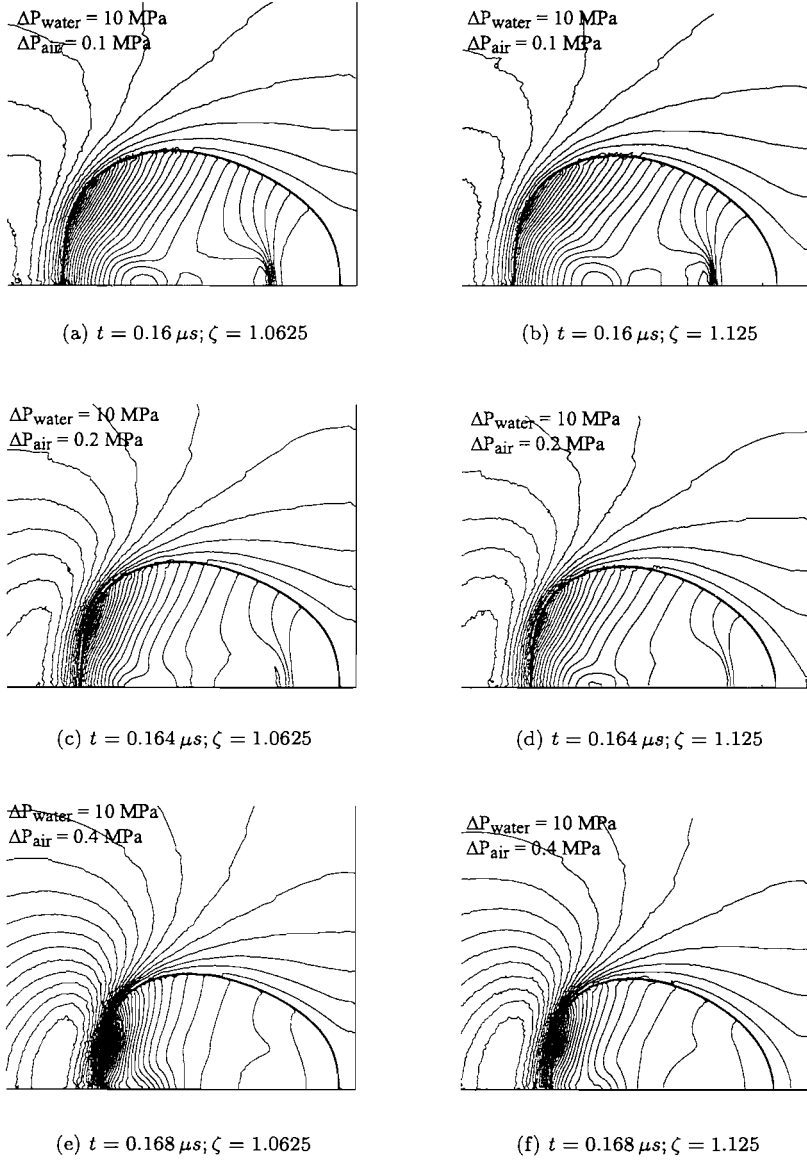 ΔPwater = 10 MPa
ΔPair = 0.1 MPa
ΔPwater = 10 MPa
ΔPair = 0.1 MPa
(a) t = 0.16 μs; ζ = 1.0625
(b) t = 0.16 μs; ζ = 1.125
ΔPwater = 10 MPa
ΔPair = 0.2 MPa
ΔPwater = 10 MPa
ΔPair = 0.2 MPa
(c) t = 0.164 μs; ζ = 1.0625
(d) t = 0.164 μs; ζ = 1.125
ΔPwater = 10 MPa
ΔPair = 0.4 MPa
ΔPwater = 10 MPa
ΔPair = 0.4 MPa
(e) t = 0.168 μs; ζ = 1.0625
(f) t = 0.168 μs; ζ = 1.125